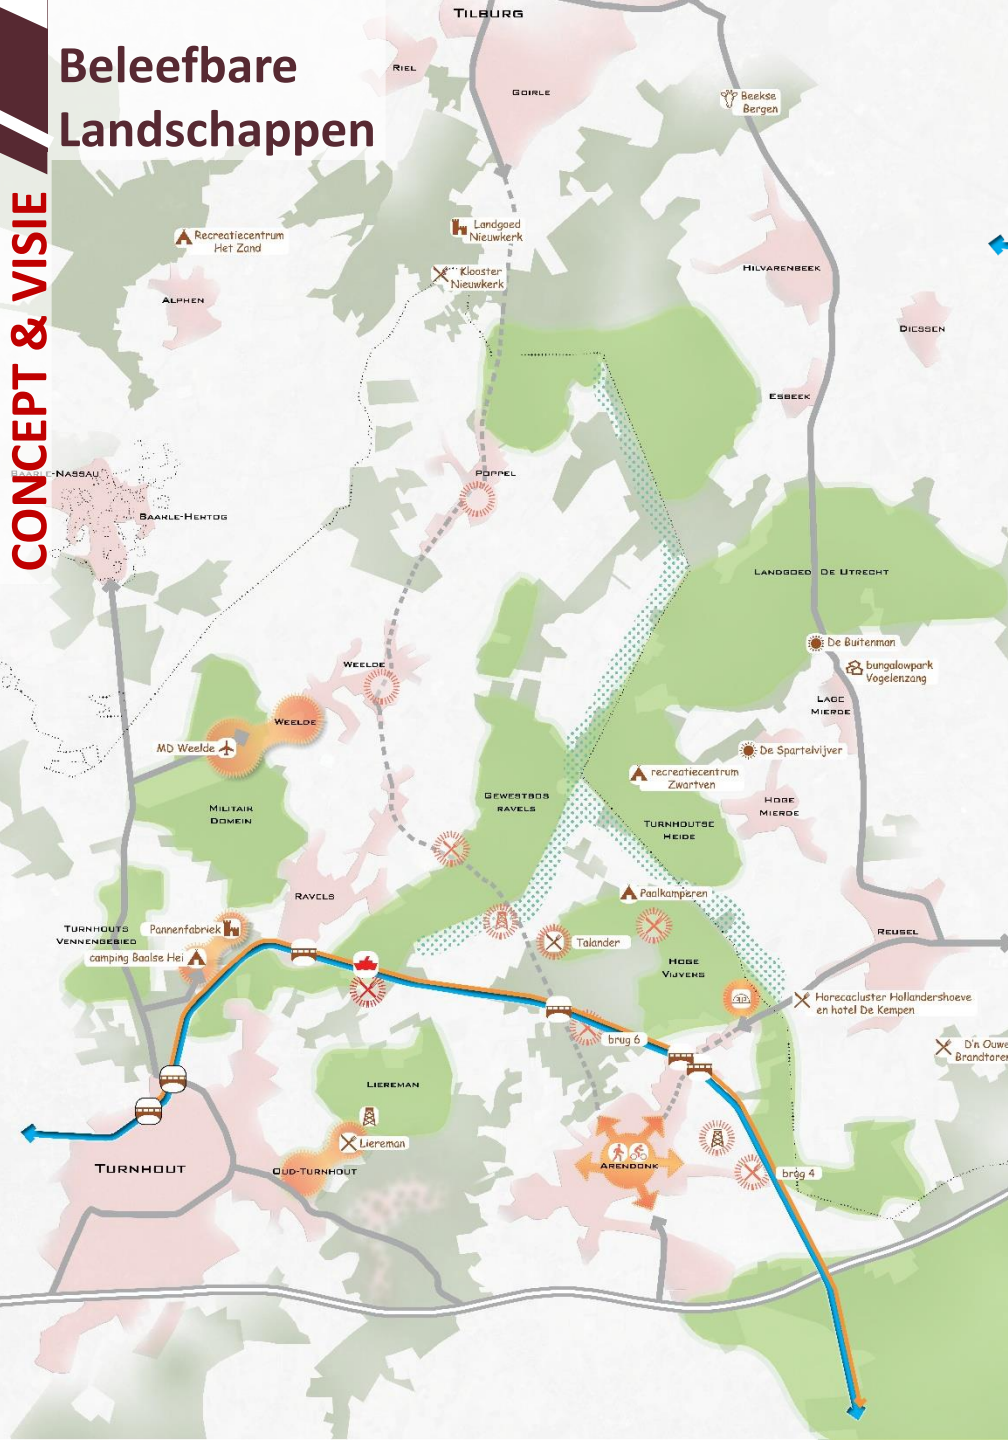 Beleefbare
Landschappen
CONCEPT & VISIE
TILBURG
RIEL
GOIRLE
Beekse
Bergen
Recreatiecentrum
Het Zand
Landgoed
Nieuwkerk
Klooster
Nieuwkerk
ALPHEN
HILVARENBEEK
DIESSEN
ESBEEK
BAARLE-NASSAU
POPPEL
BAARLE-HERTOG
LANDGOED DE UTRECHT
De Buitenman
bungalowpark
Vogelenzang
WEELDE
LAGE
MIERDE
WEELDE
MD Weelde
De Spartelvijver
recreatiecentrum
Zwartven
GEWESTBOS
RAVELS
HOGE
MIERDE
MILITAIR
DOMEIN
TURNHOUTSE
HEIDE
RAVELS
Paalkamperen
TURNHOUTS
VENNENGEBIED
Pannenfabriek
camping Baalse Hei
Talander
REUSEL
HOGE
VIJVERS
Horecacluster Hollandershoeve
en hotel De Kempen
brug 6
D'n Ouwe
Brandtoren
LIEREMAN
Liereman
TURNHOUT
OUD-TURNHOUT
ARENDONK
brug 4